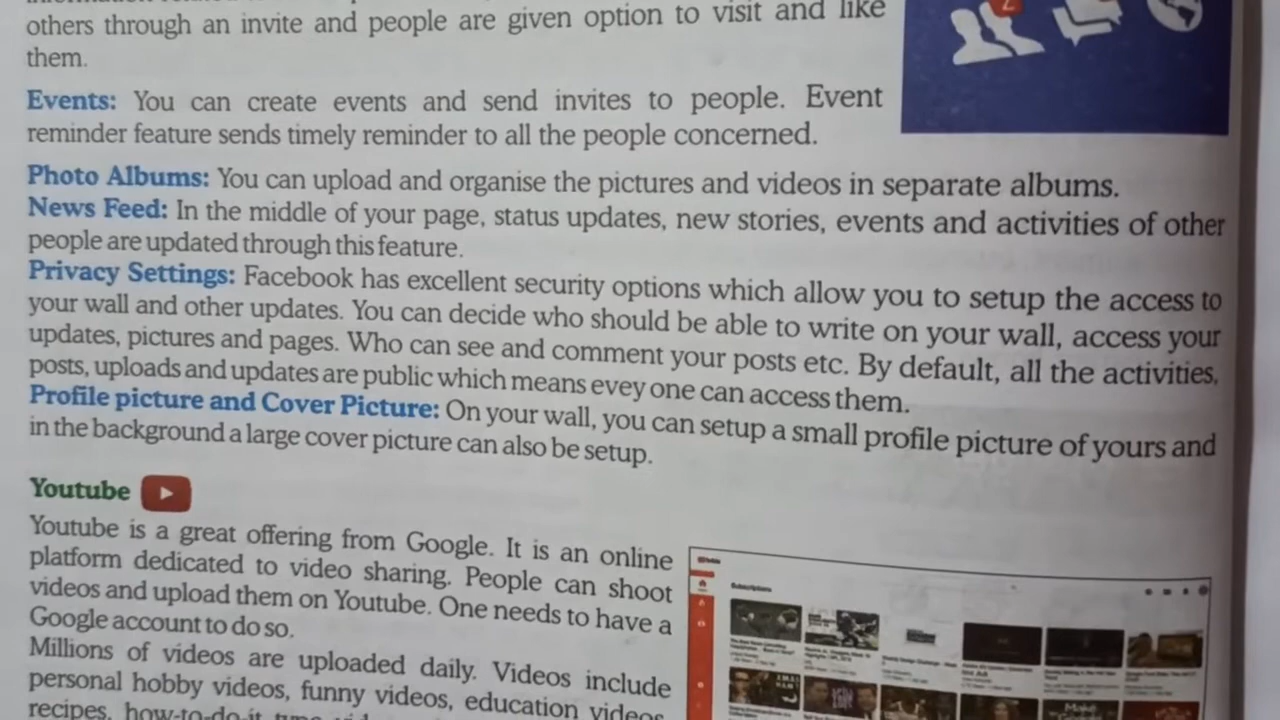 others through an invite and people are given option to visit and like
them.
Events: You can create events and send invites to people. Event
reminder feature sends timely reminder to all the people concerned.
Photo Albums: You can upload and organise the pictures and videos in separate albums.
News Feed: In the middle of your page, status updates, new stories, events and activities of other
people are updated through this feature.
Privacy Settings: Facebook has excellent security options which allow you to setup the access to
your wall and other updates. You can decide who should be able to write on your wall, access your
updates, pictures and pages. Who can see and comment your posts etc. By default, all the activities,
posts, uploads and updates are public which means evey one can access them.
Profile picture and Cover Picture: On your wall, you can setup a small profile picture of yours and
in the background a large cover picture can also be setup.
Youtube
Youtube is a great offering from Google. It is an online
platform dedicated to video sharing. People can shoot
videos and upload them on Youtube. One needs to have a
Google account to do so.
Millions of videos are uploaded daily. Videos include
personal hobby videos, funny videos, education videos,
recipes, how-to-do-it
Subscriptions